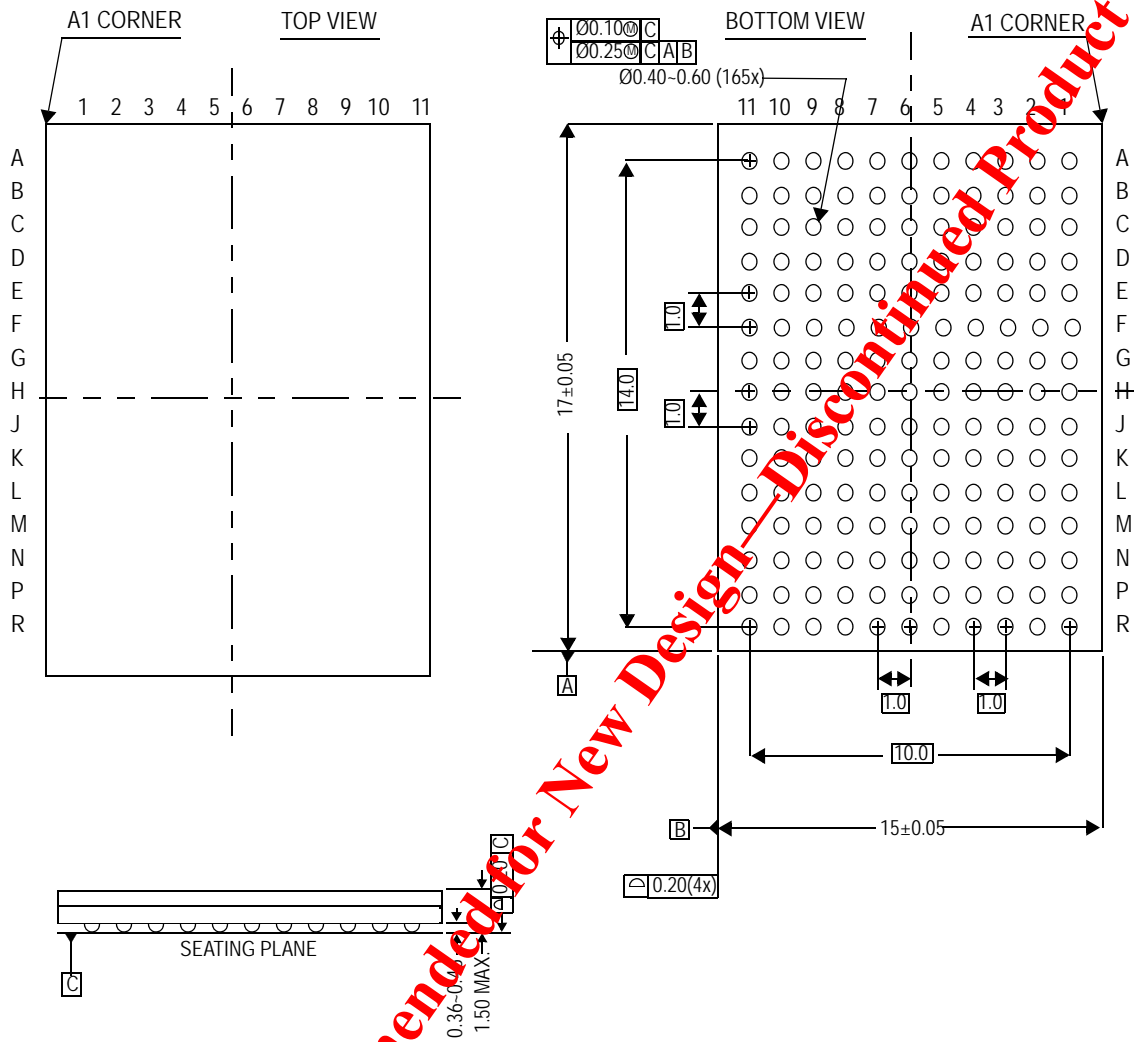 A1 CORNER
TOP VIEW
1 2 3 4 5 6 7 8 9 10 11
A
B
C
D
E
F
G
H
J
K
L
M
N
P
R
Ø0.10Ⓜ C
Ø0.25Ⓜ C A B
Ø0.40~0.60 (165x)
BOTTOM VIEW
A1 CORNER
11 10 9 8 7 6 5 4 3 2 1
A
B
C
D
E
F
G
H
J
K
L
M
N
P
R
17±0.05
14.0
1.0
1.0
A
1.0
1.0
10.0
B
15±0.05
0.20(4x)
C
SEATING PLANE
C
1.50 MAX.
for New Design—Discontinued Product